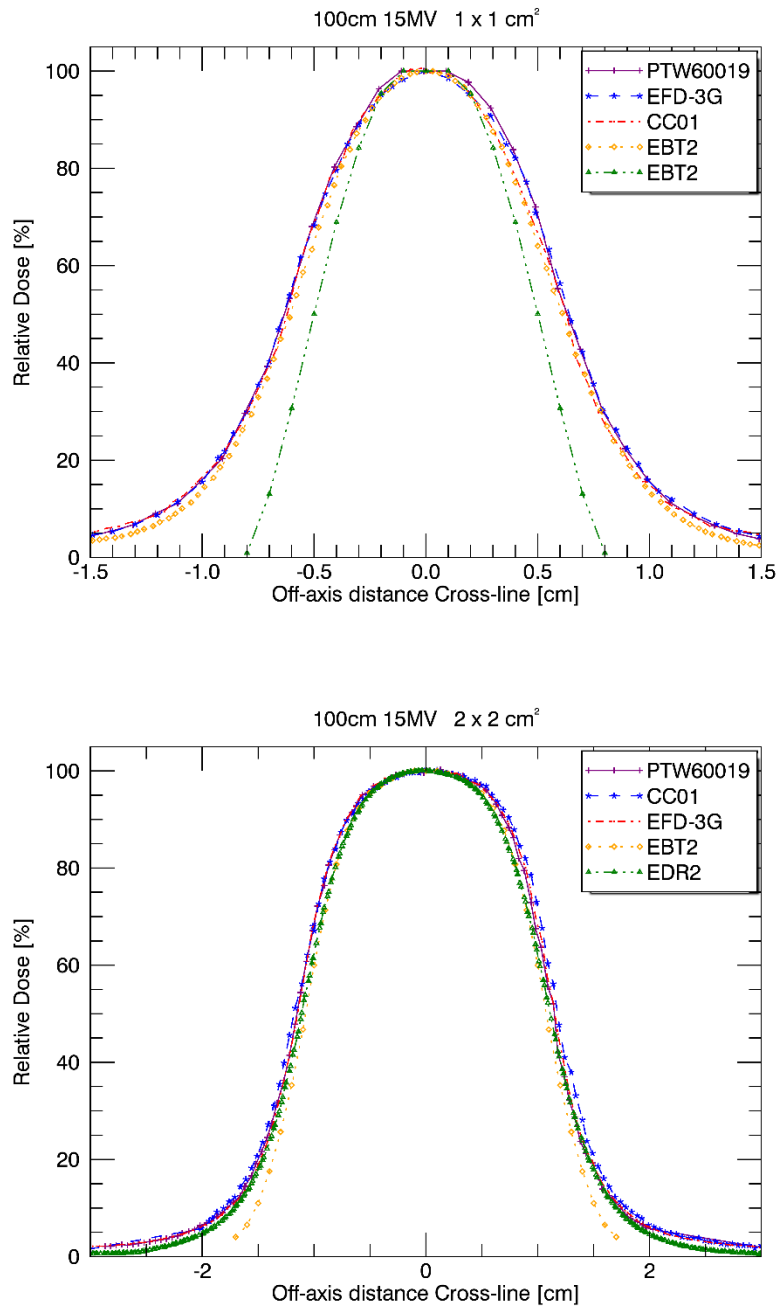 100cm 15MV 1 x 1 cm²
PTW60019
EFD-3G
CC01
EBT2
EBT2
Relative Dose [%]
100
80
60
40
20
0
-1.5 -1.0 -0.5 0.0 0.5 1.0 1.5
Off-axis distance Cross-line [cm]
100cm 15MV 2 x 2 cm²
PTW60019
CC01
EFD-3G
EBT2
EDR2
Relative Dose [%]
100
80
60
40
20
0
-2 0 2
Off-axis distance Cross-line [cm]